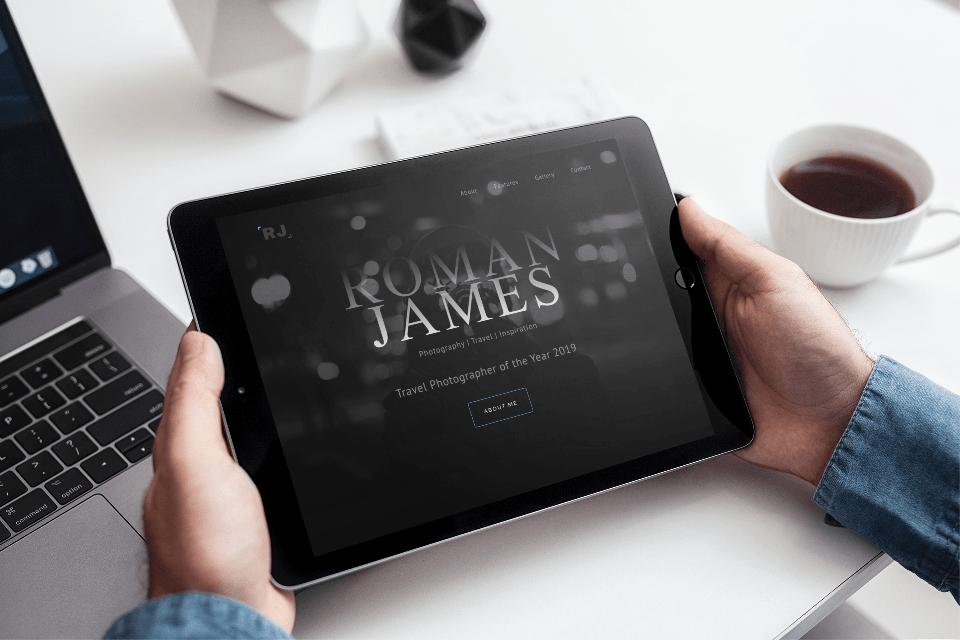 About Features Gallery Contact
RJ
ROMAN
JAMES
Photography | Travel | Inspiration
Travel Photographer of the Year 2019
ABOUT ME
return
command
option